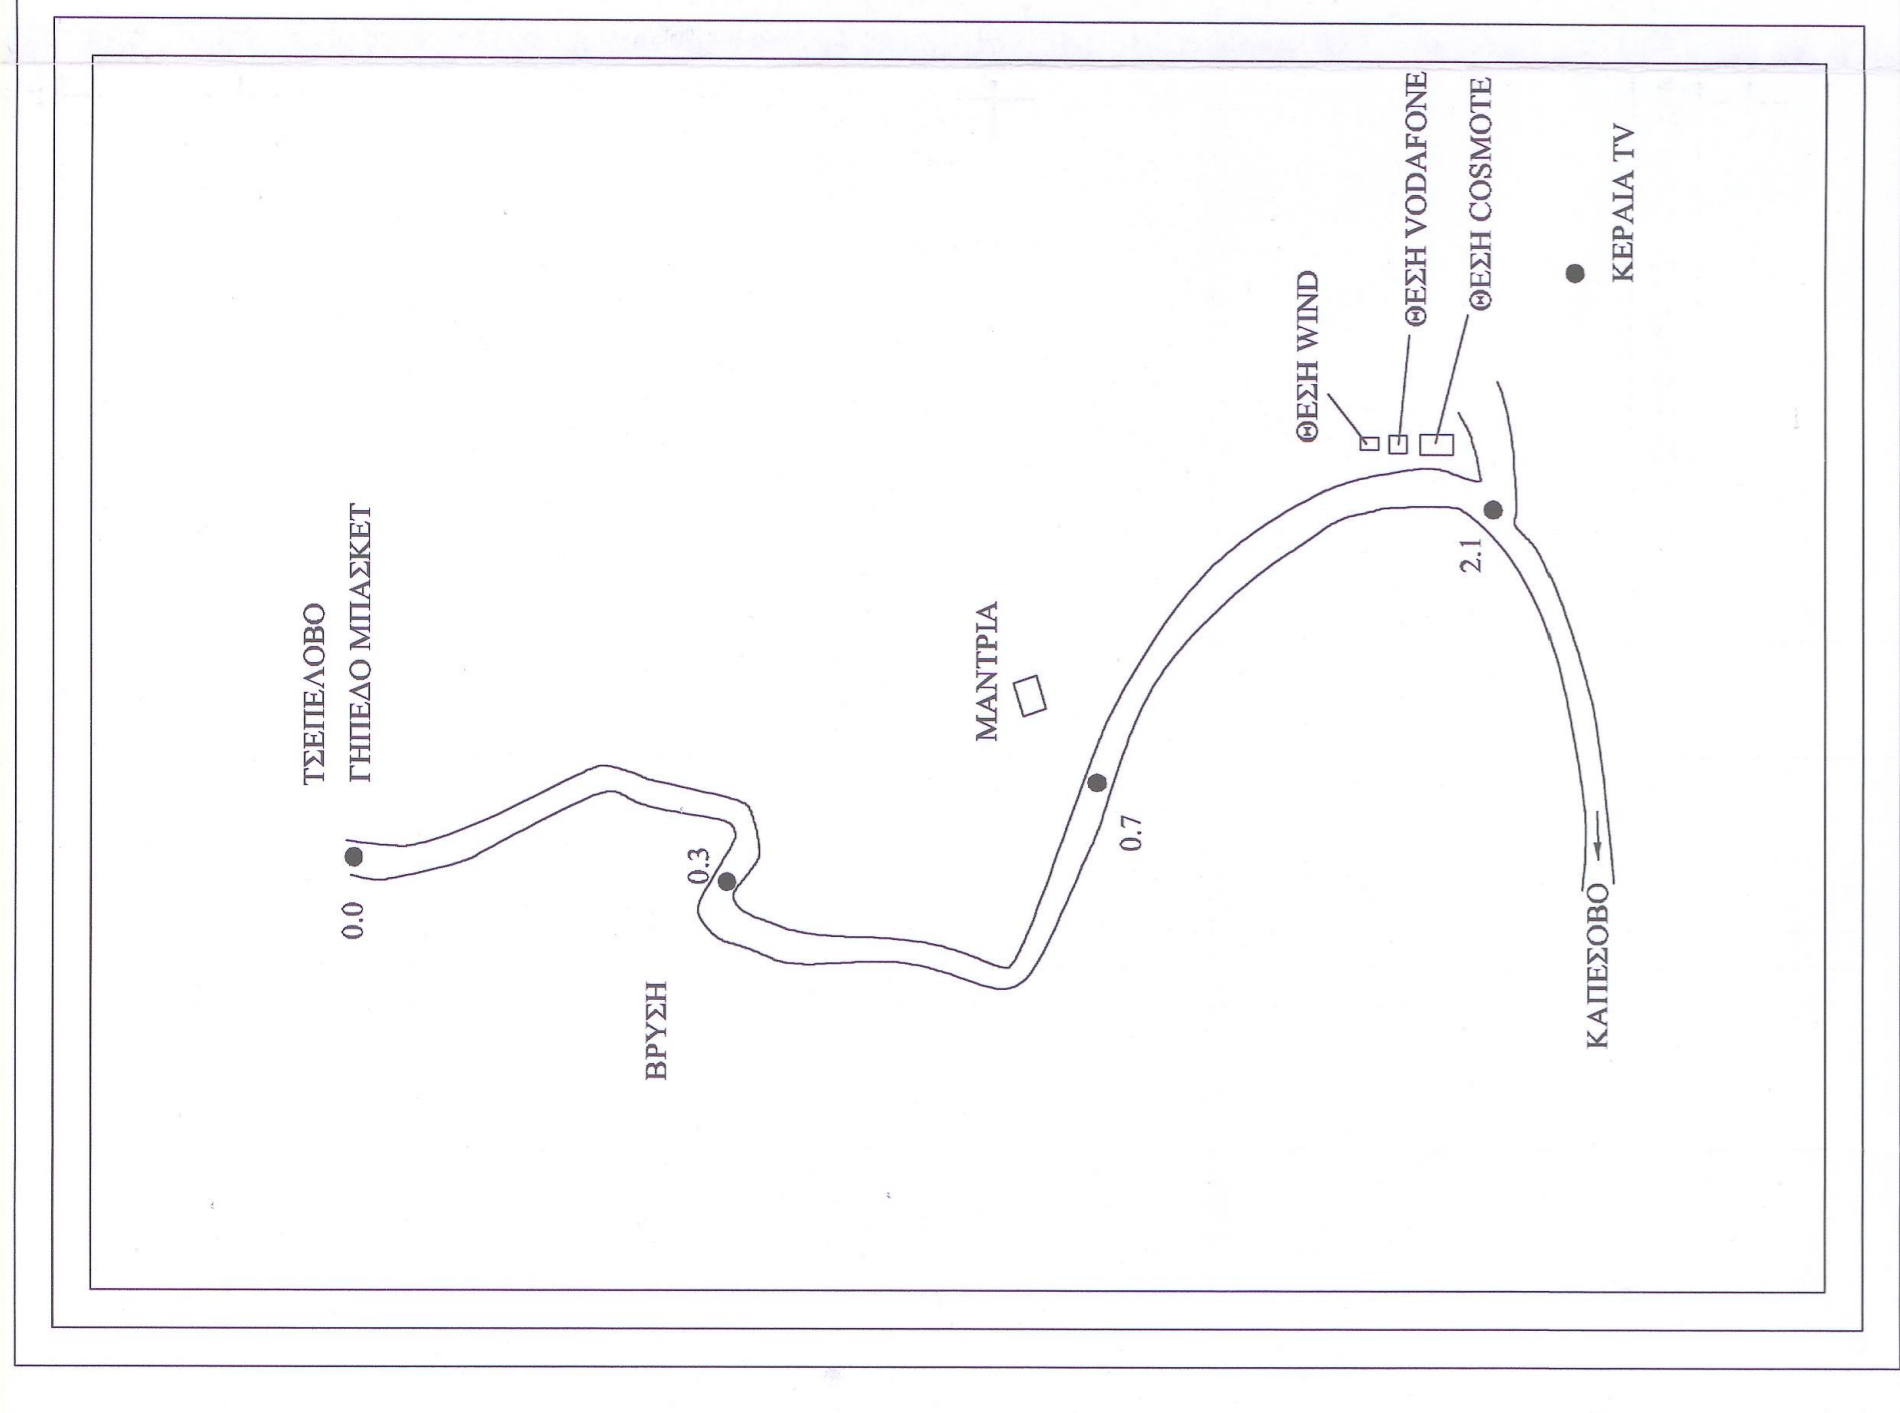 ΤΣΕΠΕΛΟΒΟ
ΓΗΠΕΔΟ ΜΠΑΣΚΕΤ
0.0
ΒΡΥΣΗ
0.3
ΜΑΝΤΡΙΑ
0.7
ΘΕΣΗ WIND
ΘΕΣΗ VODAFONE
ΘΕΣΗ COSMOTE
2.1
ΚΕΡΑΙΑ TV
ΚΑΠΕΣΟΒΟ